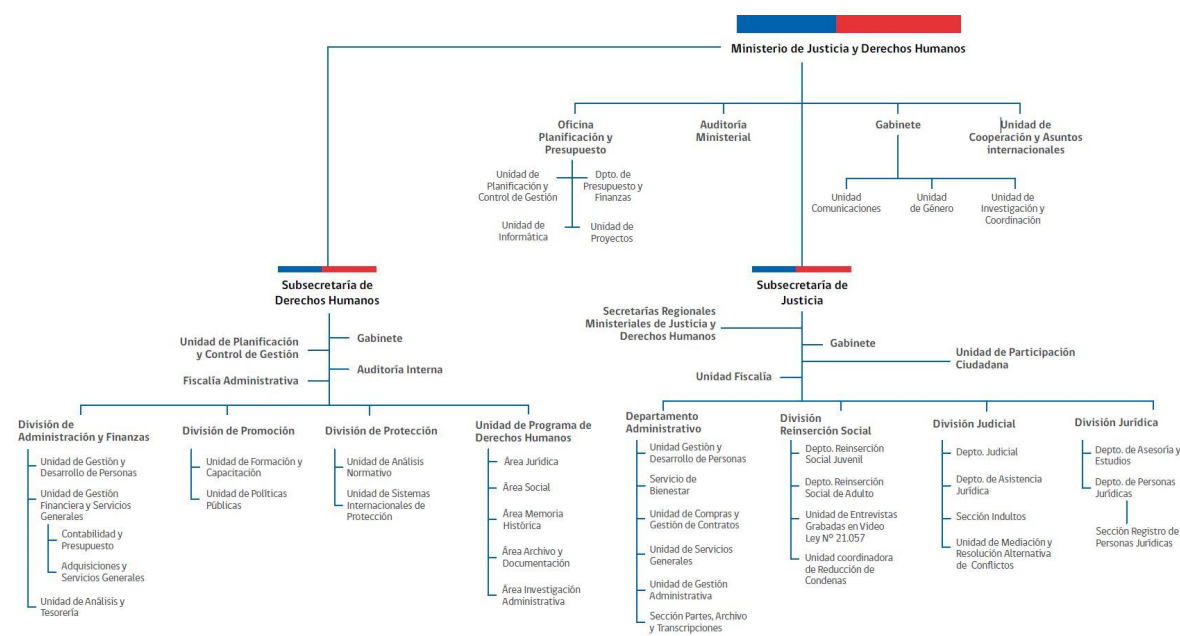 Ministerio de Justicia y Derechos Humanos
Oficina
Planificación y
Presupuesto
Auditoría
Ministerial
Gabinete
Unidad de
Cooperación y Asuntos
internacionales
Unidad de
Planificación y
Control de Gestión
Dpto. de
Presupuesto y
Finanzas
Unidad de
Informática
Unidad de
Proyectos
Unidad
Comunicaciones
Unidad
de Género
Unidad de
Investigación y
Coordinación
Subsecretaría de
Derechos Humanos
Unidad de Planificación
y Control de Gestión
Gabinete
Auditoría Interna
Fiscalía Administrativa
División de
Administración y Finanzas
Unidad de Gestión y
Desarrollo de Personas
Unidad de Gestión
Financiera y Servicios
Generales
Contabilidad y
Presupuesto
Adquisiciones y
Servicios Generales
Unidad de Análisis y
Tesorería
División de Promoción
Unidad de Formación y
Capacitación
Unidad de Políticas
Públicas
División de Protección
Unidad de Análisis
Normativo
Unidad de Sistemas
Internacionales de
Protección
Unidad de Programa de
Derechos Humanos
Área Jurídica
Área Social
Área Memoria
Histórica
Área Archivo y
Documentación
Área Investigación
Administrativa
Subsecretaría de
Justicia
Secretarías Regionales
Ministeriales de Justicia y
Derechos Humanos
Gabinete
Unidad de Participación
Ciudadana
Unidad Fiscalía
Departamento
Administrativo
Unidad Gestión y
Desarrollo de Personas
Servicio de
Bienestar
Unidad de Compras y
Gestión de Contratos
Unidad de Servicios
Generales
Unidad de Gestión
Administrativa
Sección Partes, Archivo
y Transcripciones
División
Reinserción Social
Depto. Reinserción
Social Juvenil
Depto. Reinserción
Social de Adulto
Unidad de Entrevistas
Grabadas en Video
Ley Nº 21.057
Unidad coordinadora
de Reducción de
Condenas
División Judicial
Depto. Judicial
Depto. de Asistencia
Jurídica
Sección Indultos
Unidad de Mediación y
Resolución Alternativa
de Conflictos
División Jurídica
Depto. de Asesoría y
Estudios
Depto. de Personas
Jurídicas
Sección Registro de
Personas Jurídicas